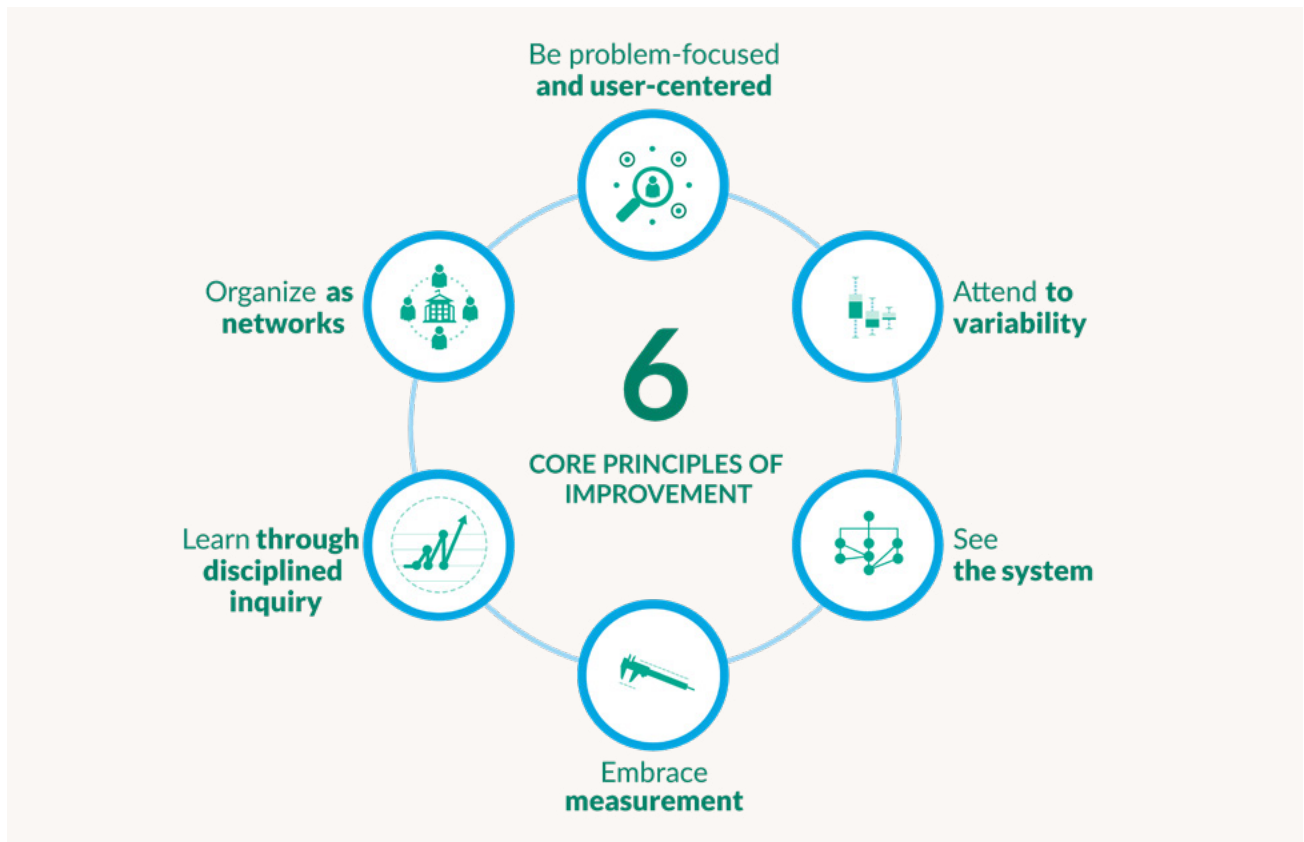 Be problem-focused
and user-centered
Attend to
variability
See
the system
Embrace
measurement
Learn through
disciplined
inquiry
Organize as
networks
6
CORE PRINCIPLES OF
IMPROVEMENT